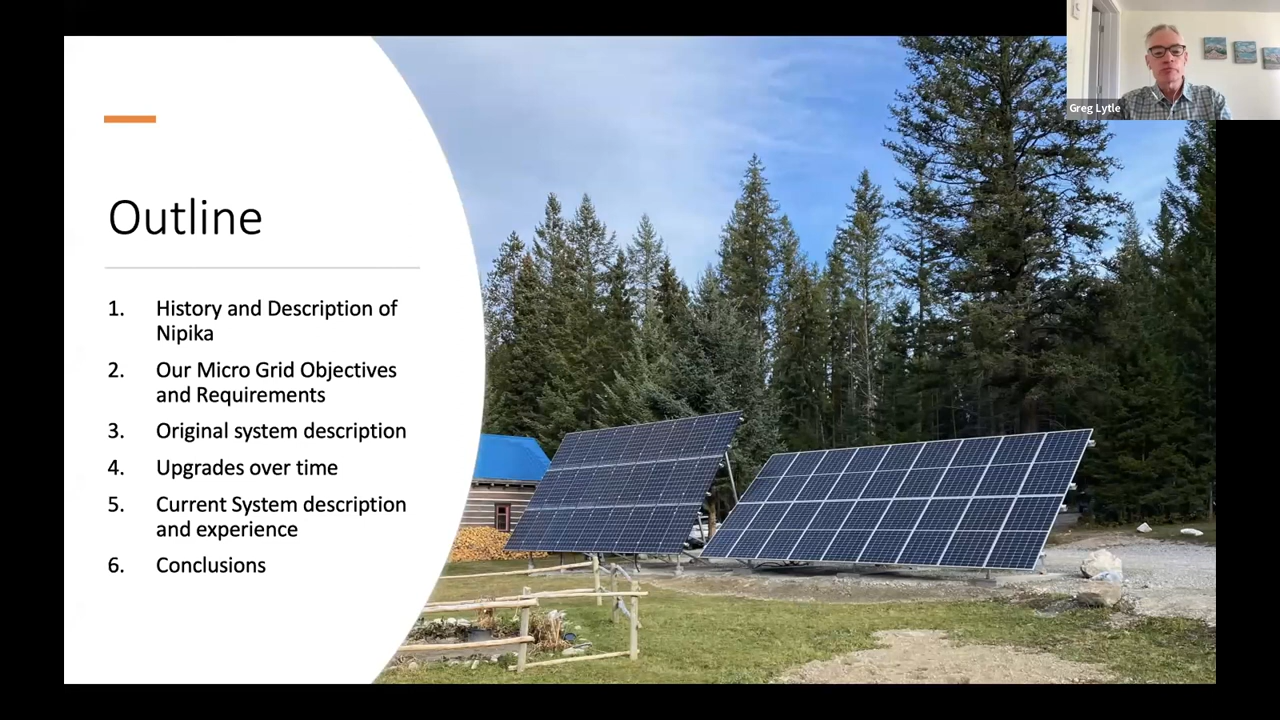 Greg Lytle
Outline
1. History and Description of
Nipika
2. Our Micro Grid Objectives
and Requirements
3. Original system description
4. Upgrades over time
5. Current System description
and experience
6. Conclusions